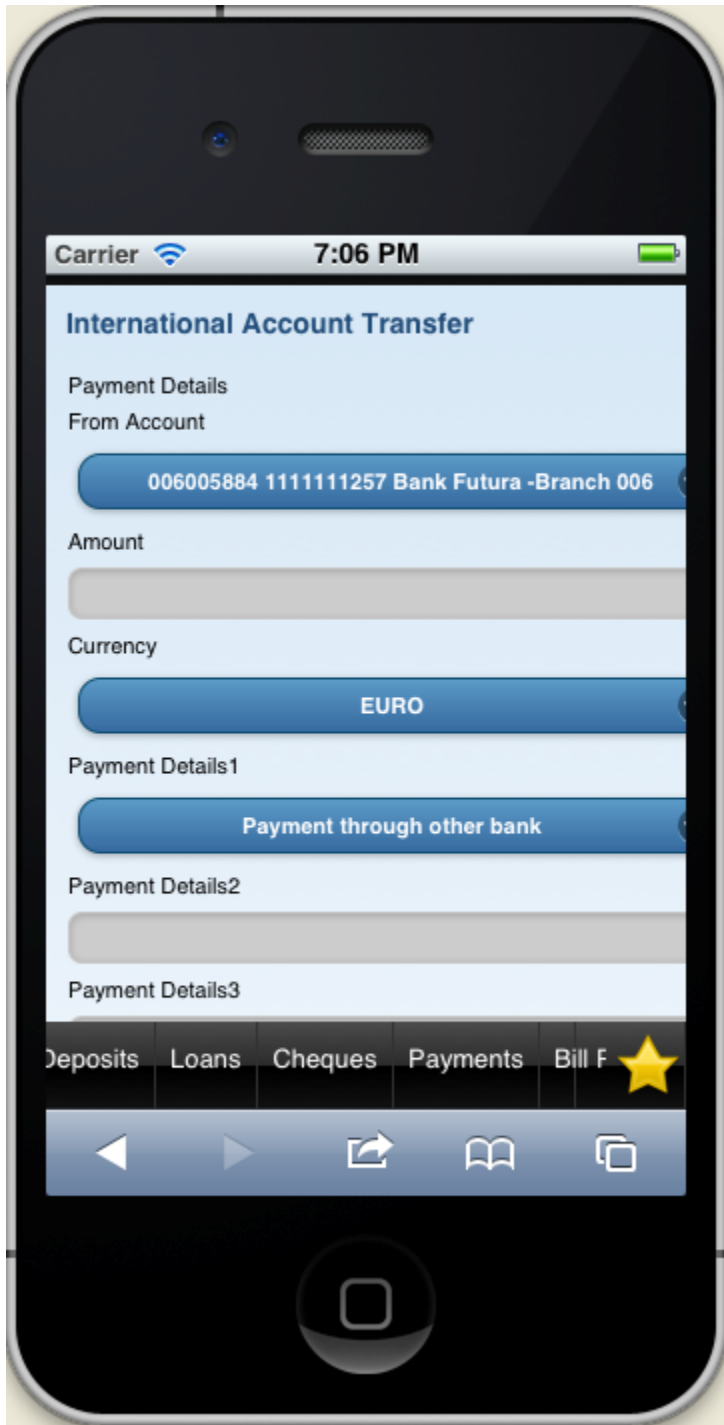 Carrier 7:06 PM
International Account Transfer
Payment Details
From Account
006005884 1111111257 Bank Futura -Branch 006
Amount
Currency
EURO
Payment Details1
Payment through other bank
Payment Details2
Payment Details3
Deposits Loans Cheques Payments Bill